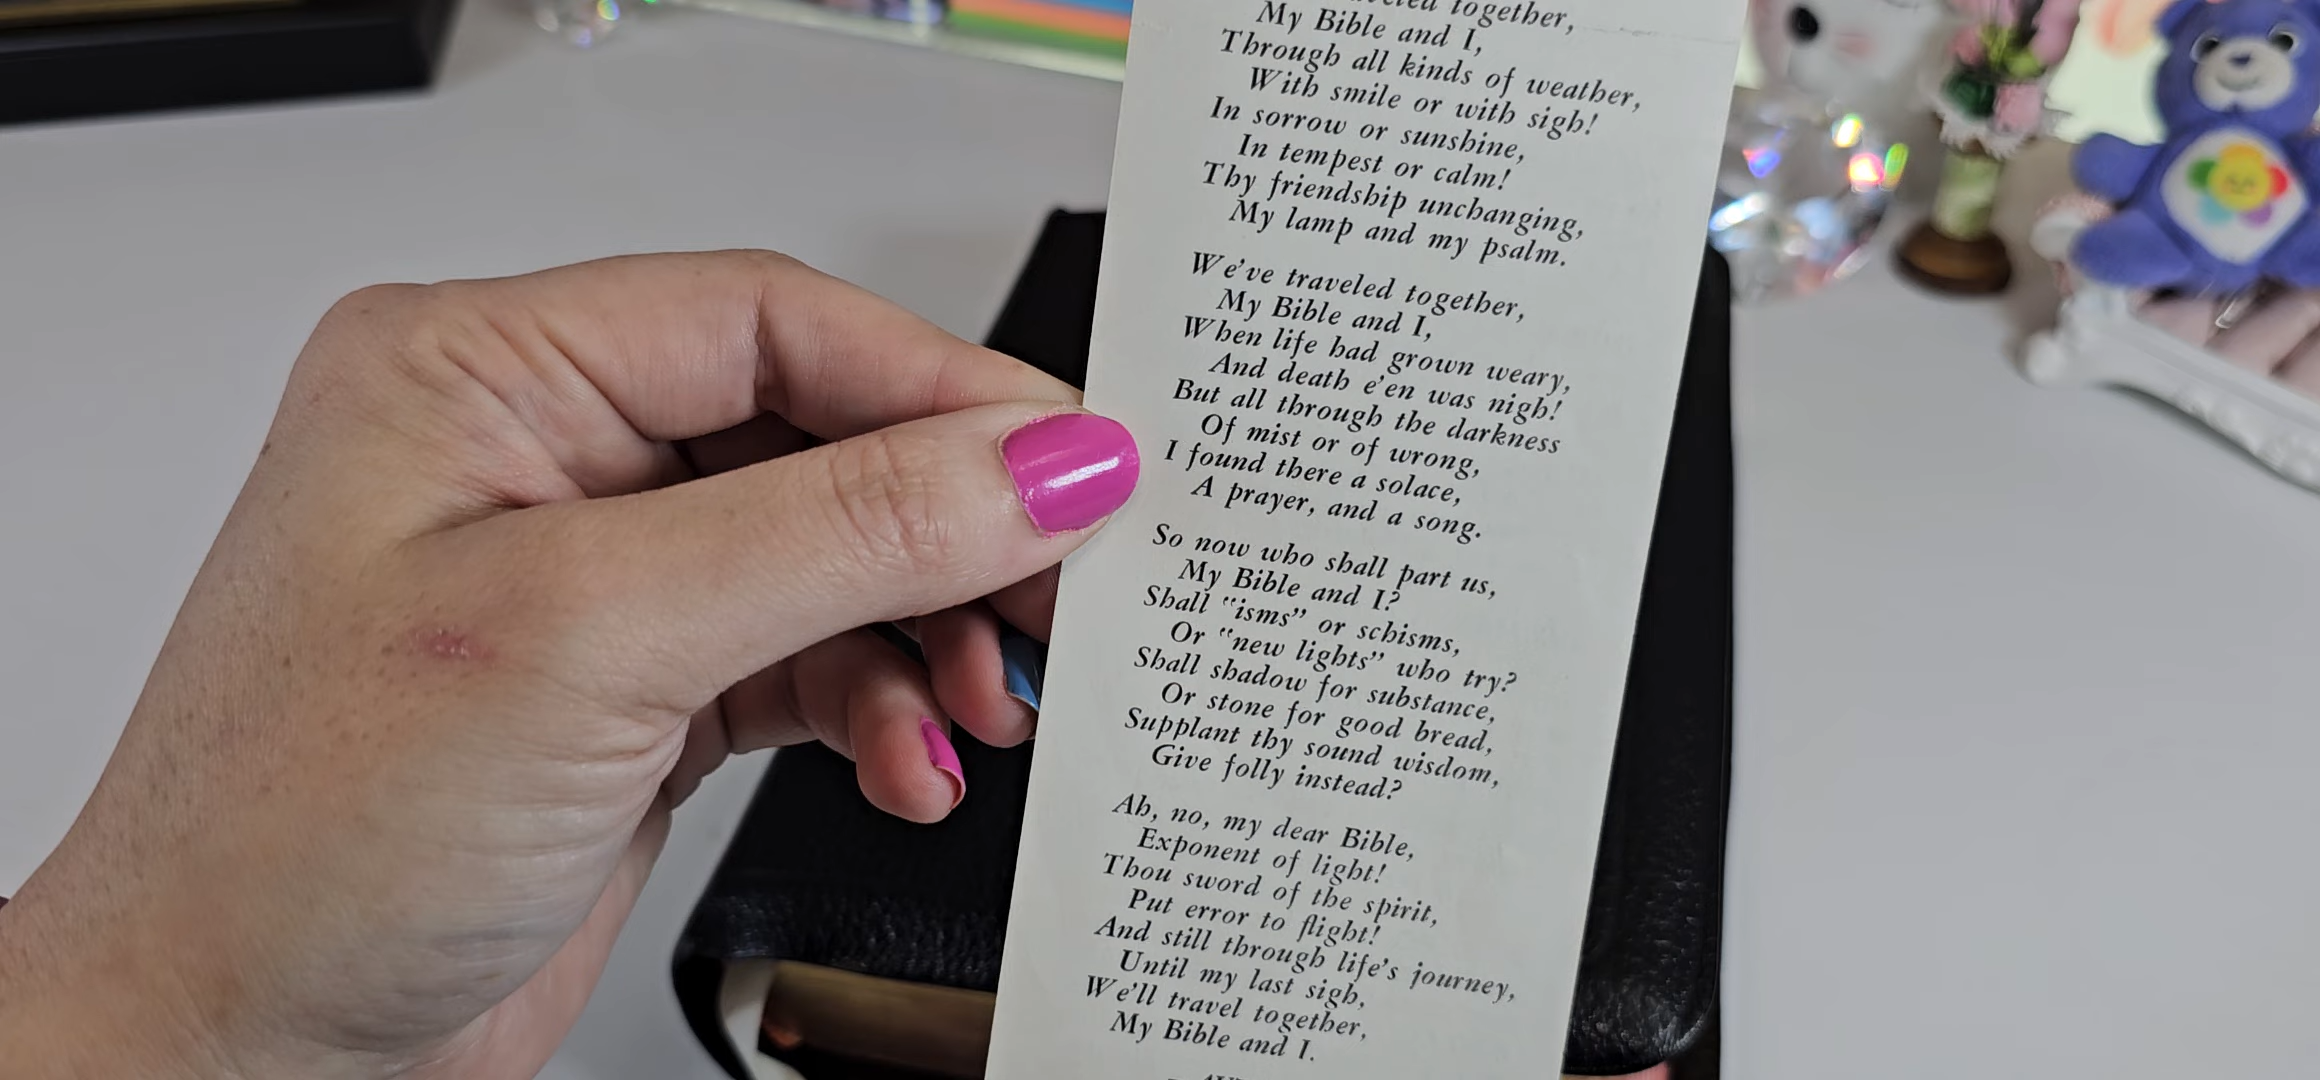 together,
My Bible and I,
Through all kinds of weather,
With smile or with sigh!
In sorrow or sunshine,
In tempest or calm!
Thy friendship unchanging,
My lamp and my psalm.
We've traveled together,
My Bible and I,
When life had grown weary,
And death e'en was nigh!
But all through the darkness
Of mist or of wrong,
I found there a solace,
A prayer, and a song.
So now who shall part us,
My Bible and I?
Shall "isms" or schisms,
Or "new lights" who try?
Shall shadow for substance,
Or stone for good bread,
Supplant thy sound wisdom,
Give folly instead?
Ah, no, my dear Bible,
Exponent of light!
Thou sword of the spirit,
Put error to flight!
And still through life's journey,
Until my last sigh,
We'll travel together,
My Bible and I.